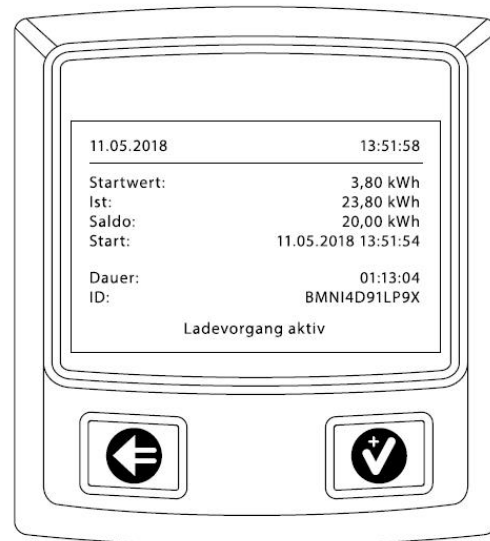 11.05.2018 13:51:58
Startwert: 3,80 kWh
Ist: 23,80 kWh
Saldo: 20,00 kWh
Start: 11.05.2018 13:51:54
Dauer: 01:13:04
ID: BMNI4D91LP9X
Ladevorgang aktiv